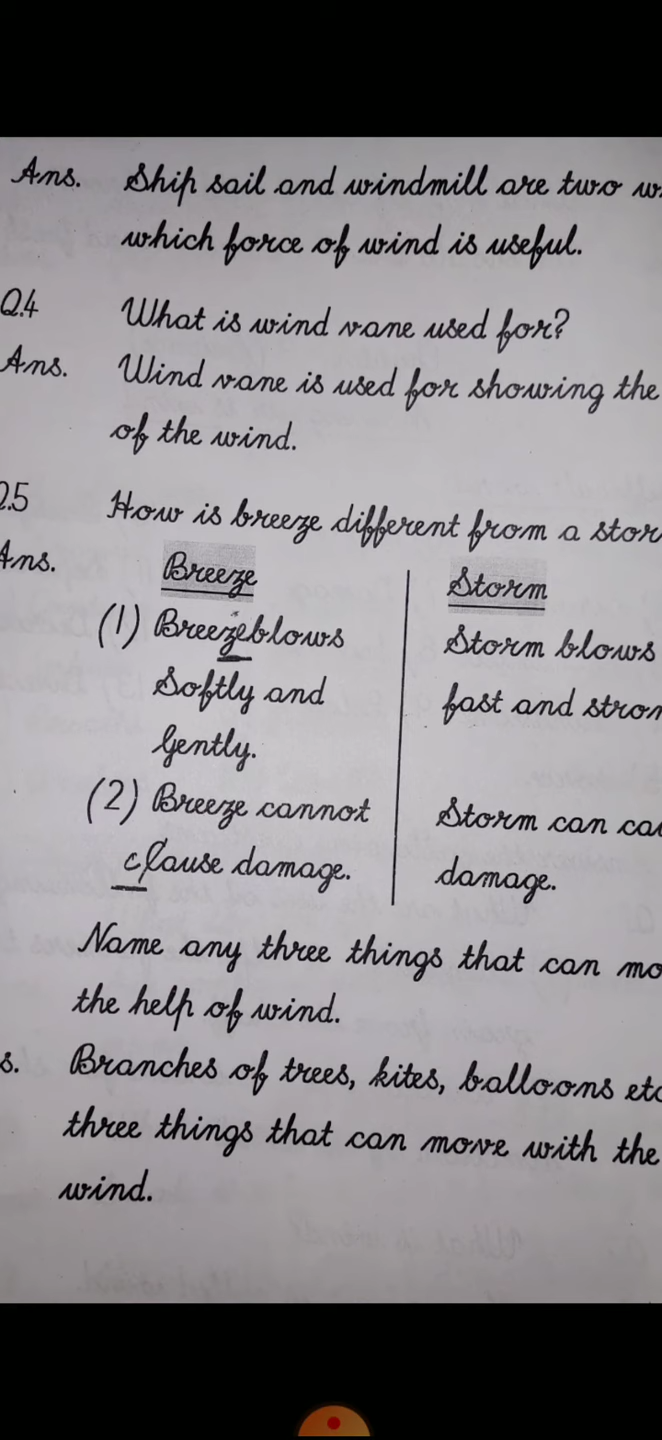 Ans. Ship sail and windmill are two
which force of wind is useful.
Q.4 What is wind vane used for?
Ans. Wind vane is used for showing the
of the wind.
Q.5 How is breeze different from a
Ans. Breeze Storm
(1) Breeze blows Storm blows
Softly and fast and
Gently.
(2) Breeze cannot Storm can
cause damage. damage.
Name any three things that can
the help of wind.
s. Branches of trees, kites, balloons etc
three things that can move with the
wind.